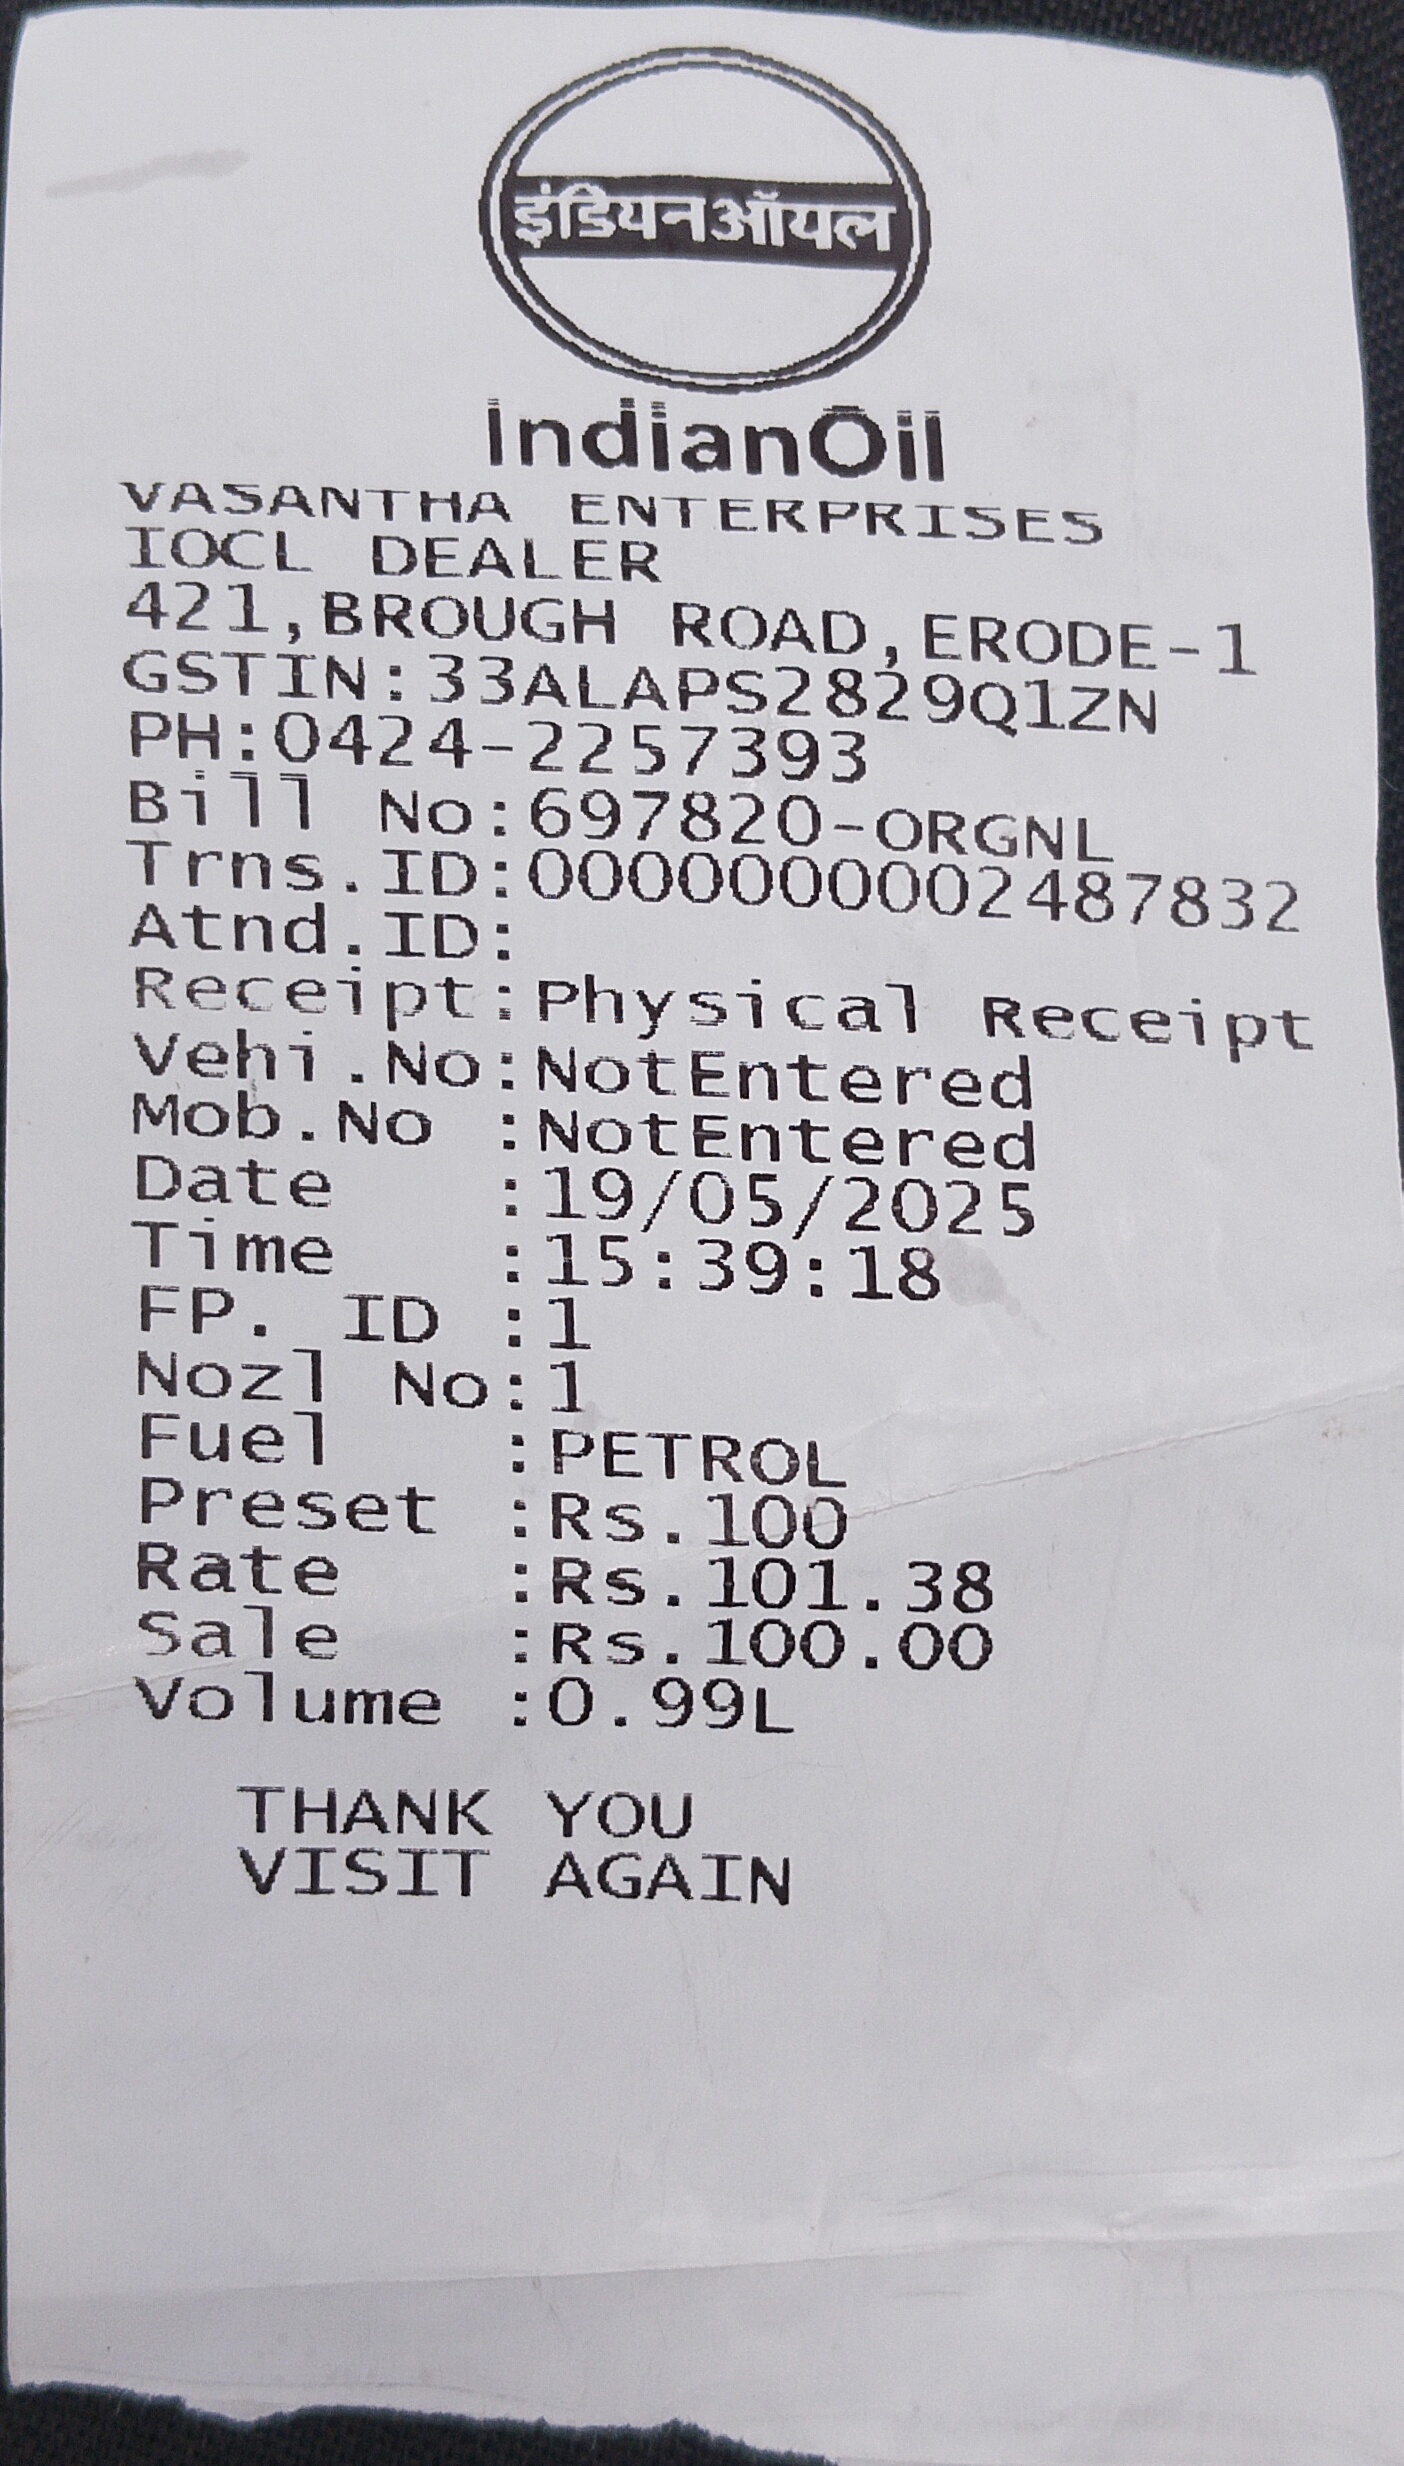 इंडियनऑयल
IndianOil
VASANTHA ENTERPRISES
IOCL DEALER
421,BROUGH ROAD,ERODE-1
GSTIN:33ALAPS2829Q1ZN
PH:0424-2257393
Bill No:697820-ORGNL
Trns.ID:0000000002487832
Atnd.ID:
Receipt:Physical Receipt
Vehi.No:NotEntered
Mob.No :NotEntered
Date   :19/05/2025
Time   :15:39:18
FP. ID :1
Nozl No:1
Fuel   :PETROL
Preset :Rs.100
Rate   :Rs.101.38
Sale   :Rs.100.00
Volume :0.99L
THANK YOU
VISIT AGAIN